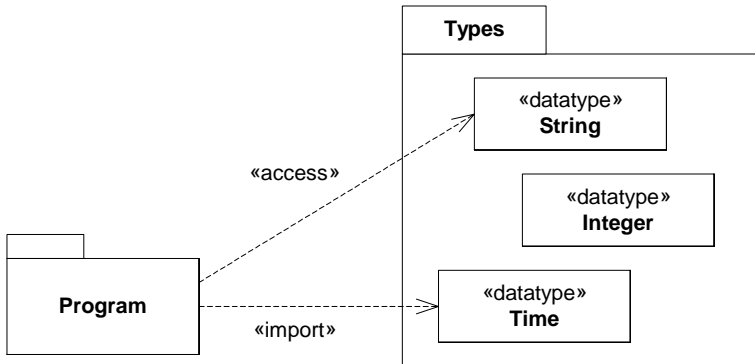 Types
«datatype»
String
«access»
«datatype»
Integer
Program
«datatype»
Time
«import»